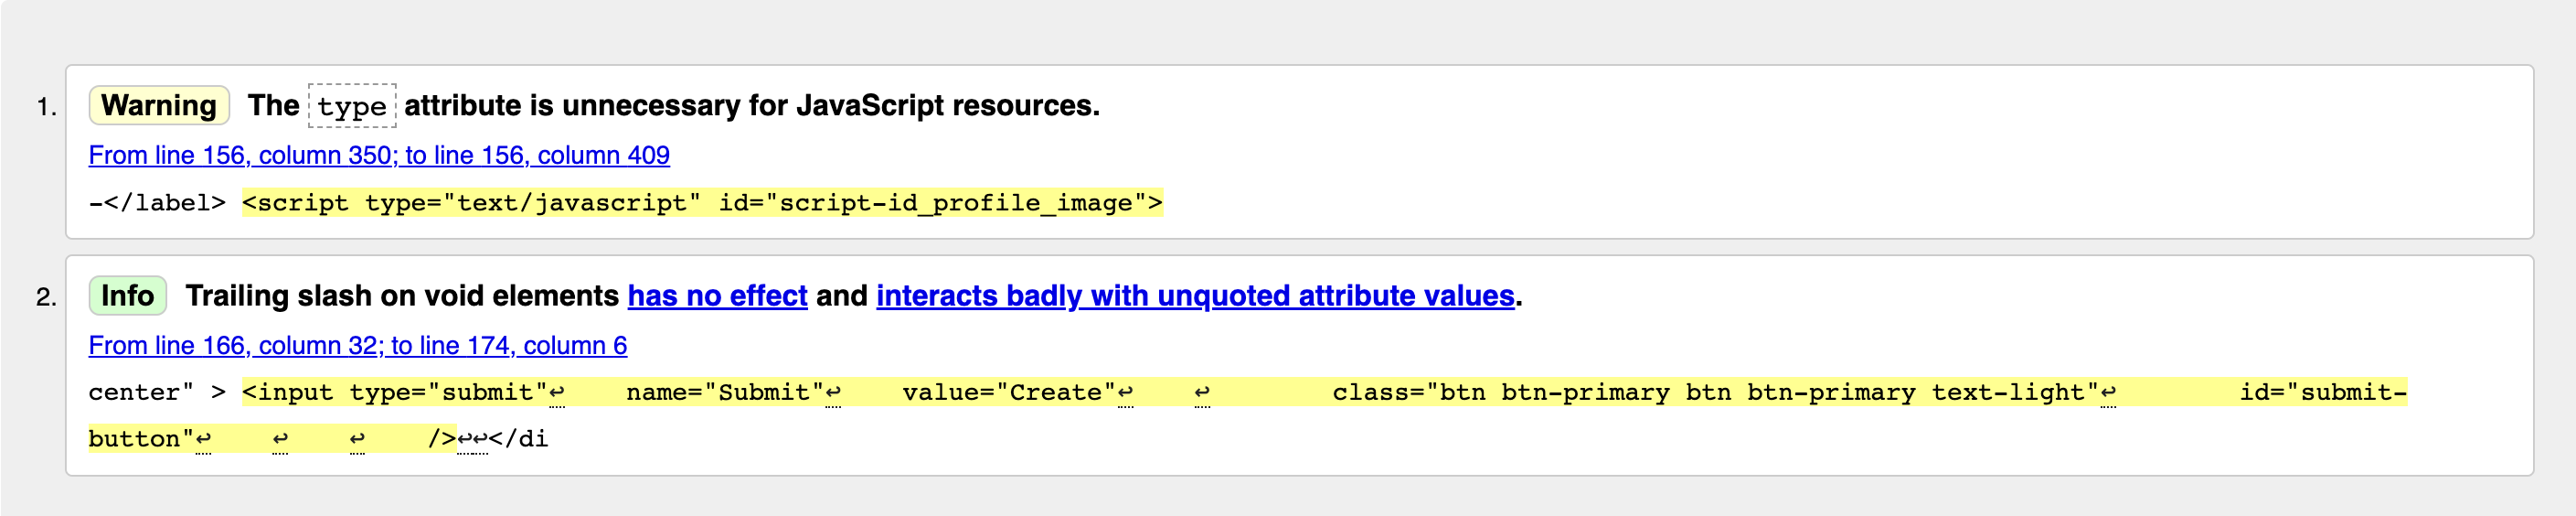 1. Warning The type attribute is unnecessary for JavaScript resources.
From line 156, column 350; to line 156, column 409
-</label> <script type="text/javascript" id="script-id_profile_image">
2. Info Trailing slash on void elements has no effect and interacts badly with unquoted attribute values.
From line 166, column 32; to line 174, column 6
center" > <input type="submit"↩    name="Submit"↩    value="Create"↩    ↩        class="btn btn-primary btn btn-primary text-light"↩        id="submit-
button"↩    ↩    ↩    />↩↩</di